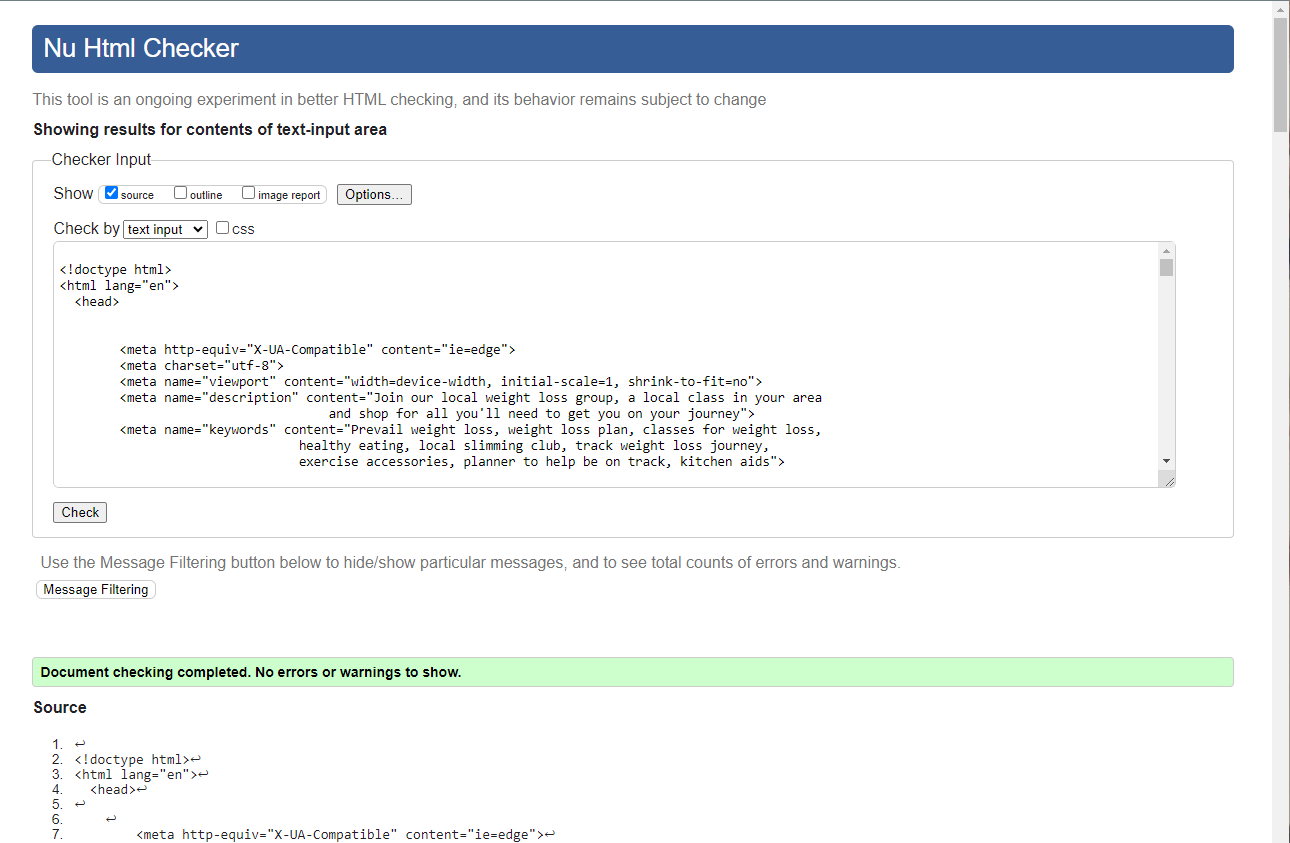 Nu Html Checker
This tool is an ongoing experiment in better HTML checking, and its behavior remains subject to change
Showing results for contents of text-input area
Checker Input
Show source outline image report Options...
Check by text input css
<!doctype html>
<html lang="en">
<head>
<meta http-equiv="X-UA-Compatible" content="ie=edge">
<meta charset="utf-8">
<meta name="viewport" content="width=device-width, initial-scale=1, shrink-to-fit=no">
<meta name="description" content="Join our local weight loss group, a local class in your area
and shop for all you'll need to get you on your journey">
<meta name="keywords" content="Prevail weight loss, weight loss plan, classes for weight loss,
healthy eating, local slimming club, track weight loss journey,
exercise accessories, planner to help be on track, kitchen aids">
Check
Use the Message Filtering button below to hide/show particular messages, and to see total counts of errors and warnings.
Message Filtering
Document checking completed. No errors or warnings to show.
Source
1. ↩
2. <!doctype html>↩
3. <html lang="en">↩
4. <head>↩
5. ↩
6. ↩
7. <meta http-equiv="X-UA-Compatible" content="ie=edge">↩